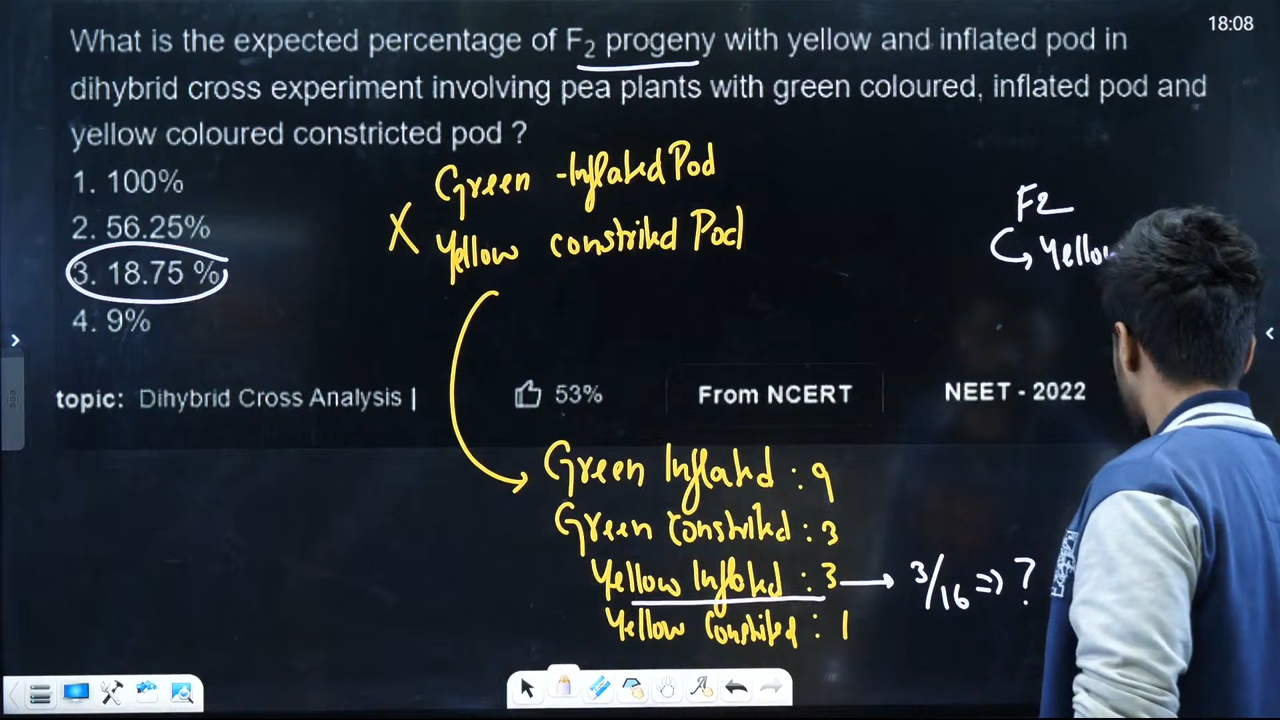 18:08
What is the expected percentage of F₂ progeny with yellow and inflated pod in
dihybrid cross experiment involving pea plants with green coloured, inflated pod and
yellow coloured constricted pod ?
1. 100%
2. 56.25%
3. 18.75 %
4. 9%
Green -Inflated Pod
X Yellow constrikd Pod
F2
Yellow
topic: Dihybrid Cross Analysis |
53%
From NCERT
NEET - 2022
Green Inflated : 9
Green constrikd : 3
Yellow Inflated : 3 → 3/16 => ?
Yellow Constrited : 1